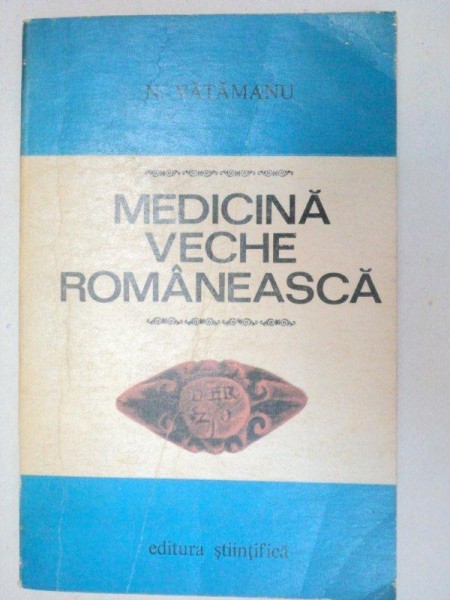 N. VĂTĂMANU
MEDICINĂ
VECHE
ROMÂNEASCĂ
editura științifică